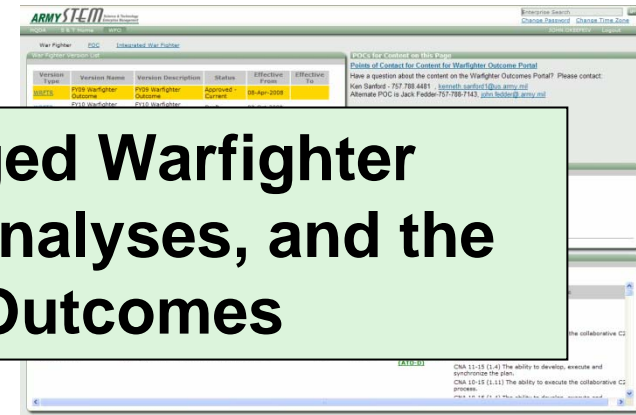 ARMY STEM Science & Technology Enterprise Management
Enterprise Search
Change Password Change Time Zone
Logout
War Fighter POC Integrated War Fighter
War Fighter Version List
Version Type Version Name Version Description Status Effective From Effective To
WRFTR FY09 Warfighter Outcome FY09 Warfighter Outcome Approved - Current 08-Apr-2008
FY10 Warfighter FY10 Warfighter
POCs for Content on this Page
Points of Contact for Content for Warfighter Outcome Portal
Have a question about the content on the Warfighter Outcomes Portal? Please contact:
Ken Sanford - 757.788.4481 , kenneth.sanford1@us.army.mil
Alternate POC is Jack Fedder-757-788-7143, john.fedder@.army.mil
ged Warfighter
nalyses, and the
Outcomes
the collaborative C2
[ATO-D]
CNA 11-15 (1.4) The ability to develop, execute and
synchronize the plan.
CNA 10-15 (1.11) The ability to execute the collaborative C2
process.